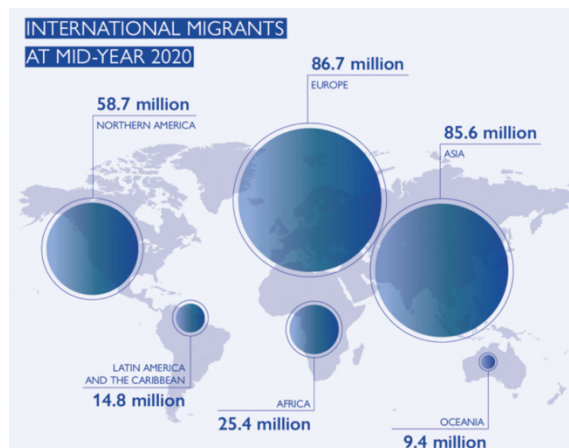 INTERNATIONAL MIGRANTS
AT MID-YEAR 2020
86.7 million
EUROPE
58.7 million
NORTHERN AMERICA
85.6 million
ASIA
LATIN AMERICA
AND THE CARIBBEAN
14.8 million
AFRICA
25.4 million
OCEANIA
9.4 million